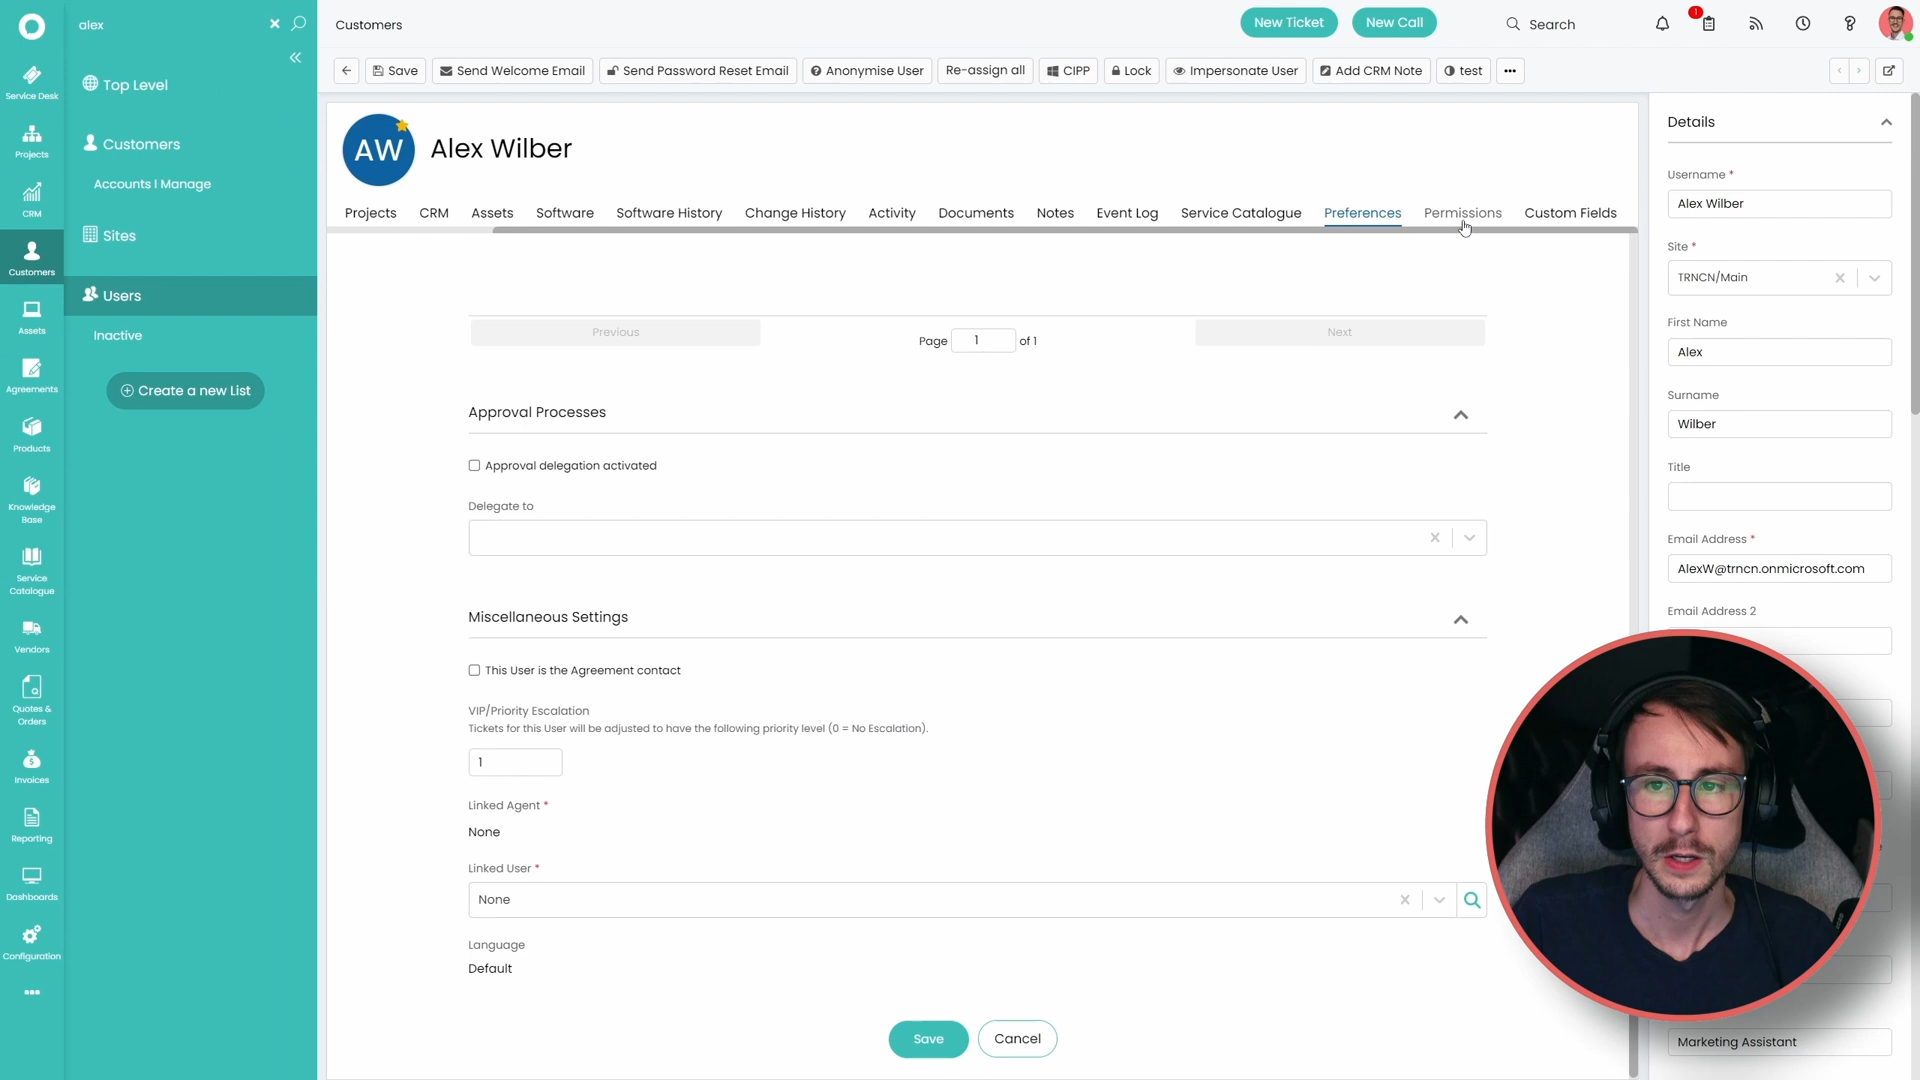 alex
Customers
New Ticket
New Call
Search
1
Save
Send Welcome Email
Send Password Reset Email
Anonymise User
Re-assign all
CIPP
Lock
Impersonate User
Add CRM Note
test
Service Desk
Projects
CRM
Customers
Assets
Agreements
Products
Knowledge
Base
Service
Catalogue
Vendors
Quotes &
Orders
Invoices
Reporting
Dashboards
Configuration
Top Level
Customers
Accounts | Manage
Sites
Users
Inactive
Create a new List
AW
Alex Wilber
Projects
CRM
Assets
Software
Software History
Change History
Activity
Documents
Notes
Event Log
Service Catalogue
Preferences
Permissions
Custom Fields
Previous
Page 1 of 1
Next
Approval Processes
Approval delegation activated
Delegate to
Miscellaneous Settings
This User is the Agreement contact
VIP/Priority Escalation
Tickets for this User will be adjusted to have the following priority level (0 = No Escalation).
1
Linked Agent *
None
Linked User *
None
Language
Default
Save
Cancel
Details
Username *
Alex Wilber
Site *
TRNCN/Main
First Name
Alex
Surname
Wilber
Title
Email Address *
AlexW@trncn.onmicrosoft.com
Email Address 2
Marketing Assistant